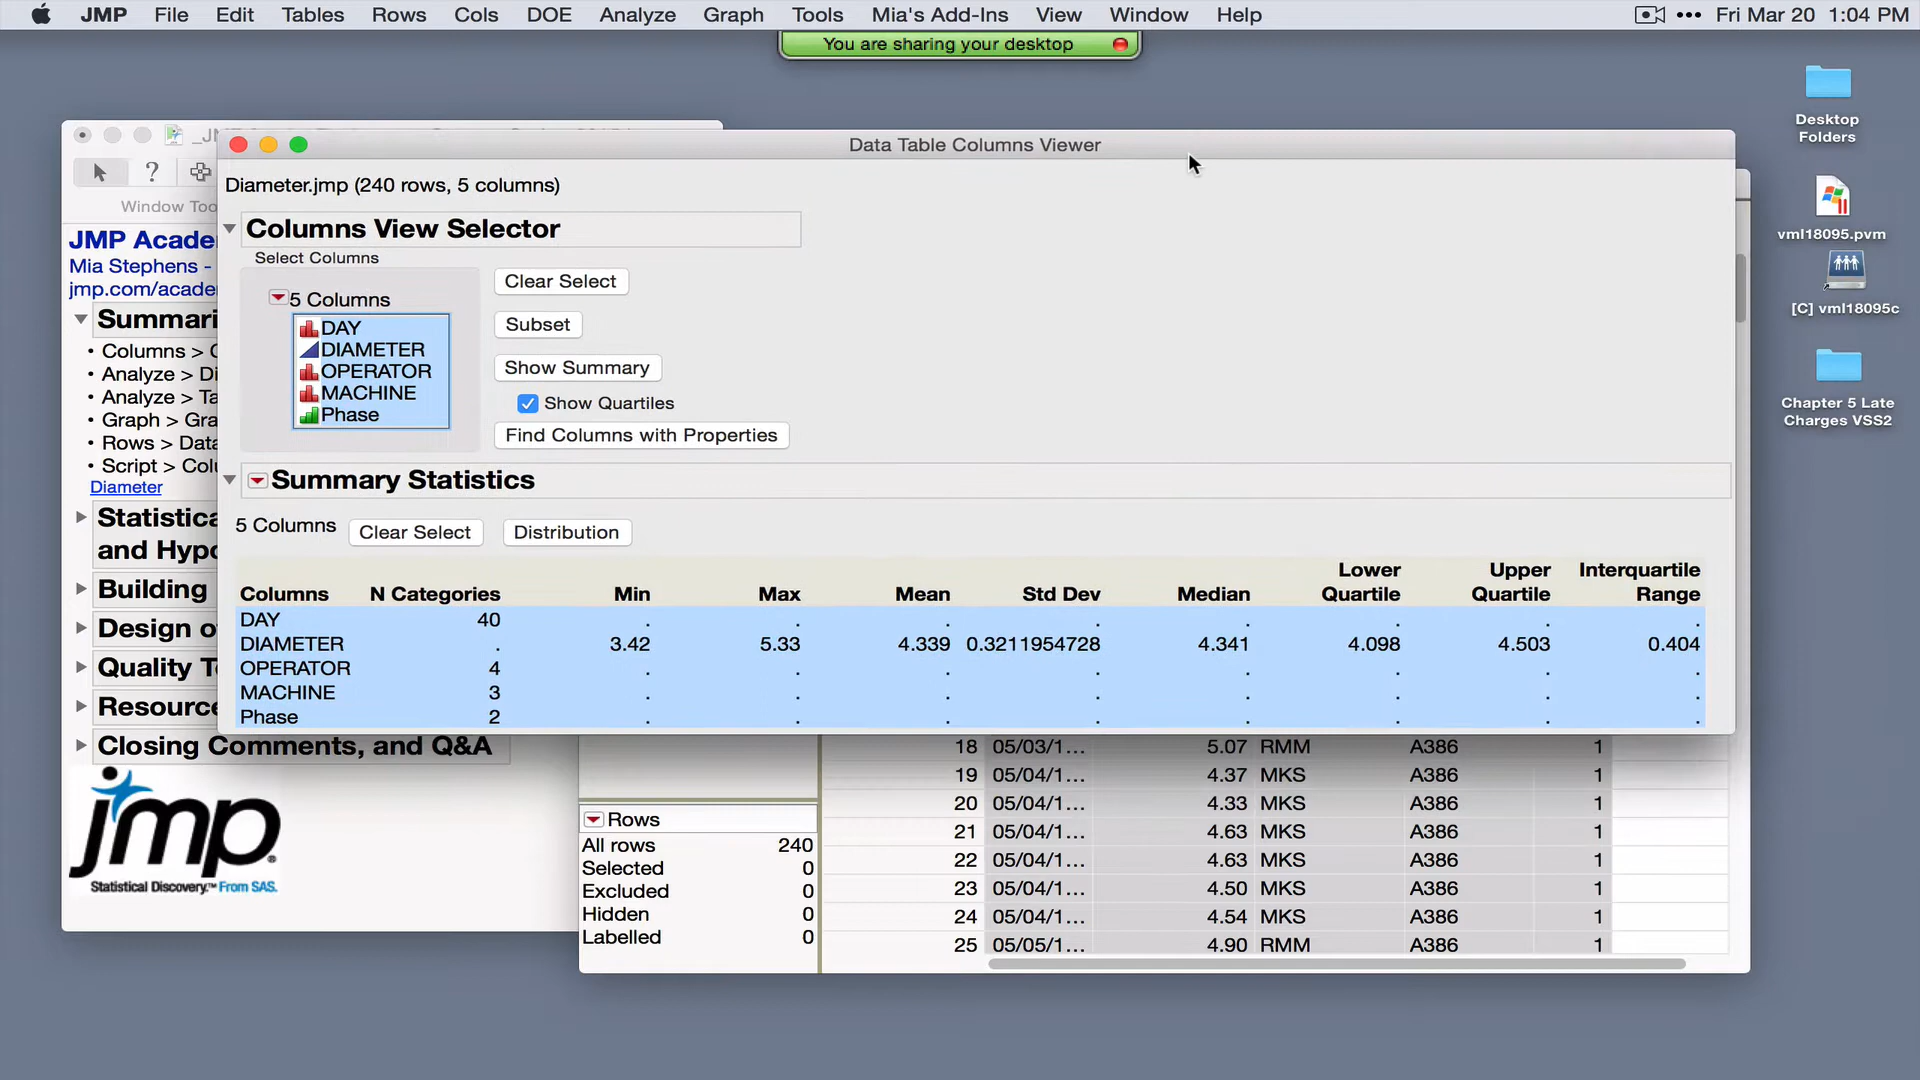 JMP File Edit Tables Rows Cols DOE Analyze Graph Tools Mia's Add-Ins View Window Help Fri Mar 20 1:04 PM
You are sharing your desktop
Desktop Folders
vml18095.pvm
[C] vml18095c
Chapter 5 Late Charges VSS2
Data Table Columns Viewer
Diameter.jmp (240 rows, 5 columns)
Columns View Selector
Select Columns
5 Columns
DAY
DIAMETER
OPERATOR
MACHINE
Phase
Clear Select
Subset
Show Summary
Show Quartiles
Find Columns with Properties
Summary Statistics
5 Columns Clear Select Distribution
Columns N Categories Min Max Mean Std Dev Median Lower Quartile Upper Quartile Interquartile Range
DAY 40 . . . . . . . .
DIAMETER . 3.42 5.33 4.339 0.3211954728 4.341 4.098 4.503 0.404
OPERATOR 4 . . . . . . . .
MACHINE 3 . . . . . . . .
Phase 2 . . . . . . . .
Window Too
JMP Acade
Mia Stephens -
jmp.com/acade
Summari
• Columns > C
• Analyze > Di
• Analyze > Ta
• Graph > Gra
• Rows > Data
• Script > Colu
Diameter
Statistica
and Hypo
Building
Design o
Quality T
Resource
Closing Comments, and Q&A
jmp
Statistical Discovery.™ From SAS.
Rows
All rows 240
Selected 0
Excluded 0
Hidden 0
Labelled 0
18 05/03/1... 5.07 RMM A386 1
19 05/04/1... 4.37 MKS A386 1
20 05/04/1... 4.33 MKS A386 1
21 05/04/1... 4.63 MKS A386 1
22 05/04/1... 4.63 MKS A386 1
23 05/04/1... 4.50 MKS A386 1
24 05/04/1... 4.54 MKS A386 1
25 05/05/1... 4.90 RMM A386 1